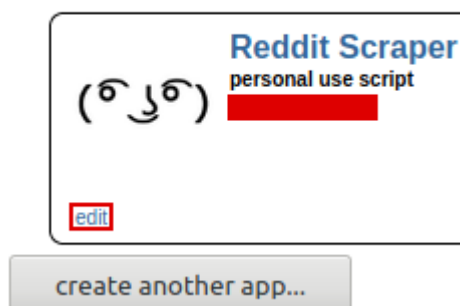 Reddit Scraper
personal use script
( ͡° ͜ʖ ͡°)
edit
create another app...